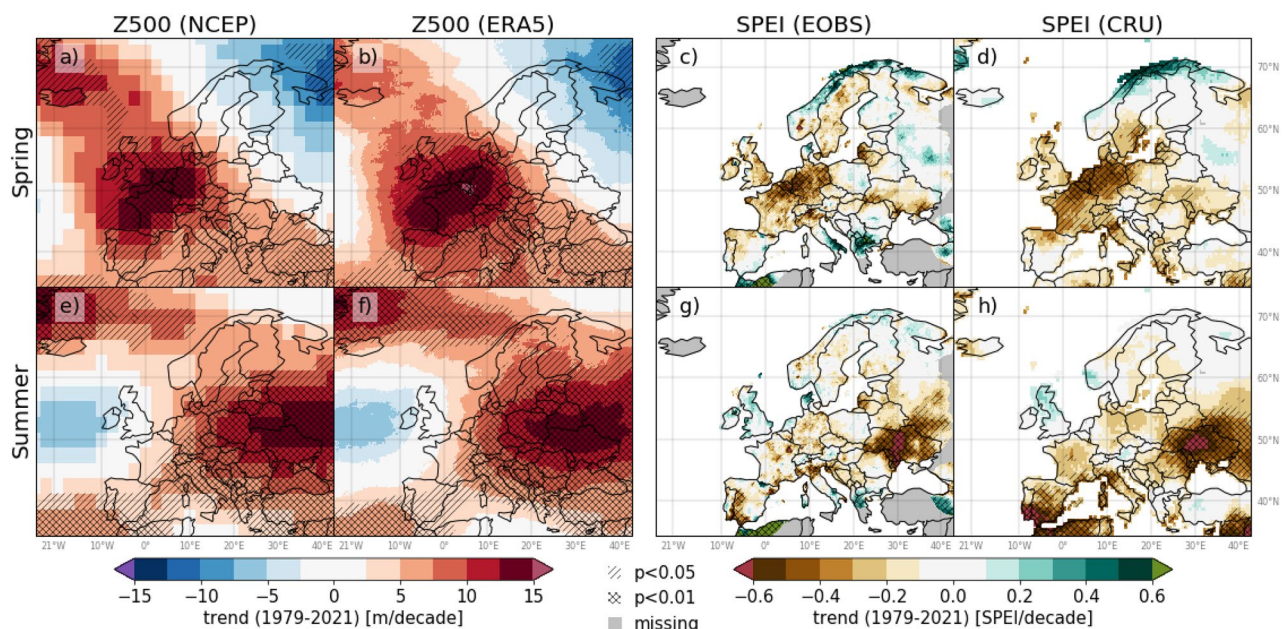 Z500 (NCEP) Z500 (ERA5) SPEI (EOBS) SPEI (CRU)
Spring
a) b) c) d)
70°N
60°N
50°N
40°N
Summer
e) f) g) h)
70°N
60°N
50°N
40°N
21°W 10°W 0° 10°E 20°E 30°E 40°E 21°W 10°W 0° 10°E 20°E 30°E 40°E 21°W 10°W 0° 10°E 20°E 30°E 21°W 10°W 0° 10°E 20°E 30°E 40°E
−15 −10 −5 0 5 10 15
trend (1979-2021) [m/decade]
p<0.05
p<0.01
missing
−0.6 −0.4 −0.2 0.0 0.2 0.4 0.6
trend (1979-2021) [SPEI/decade]